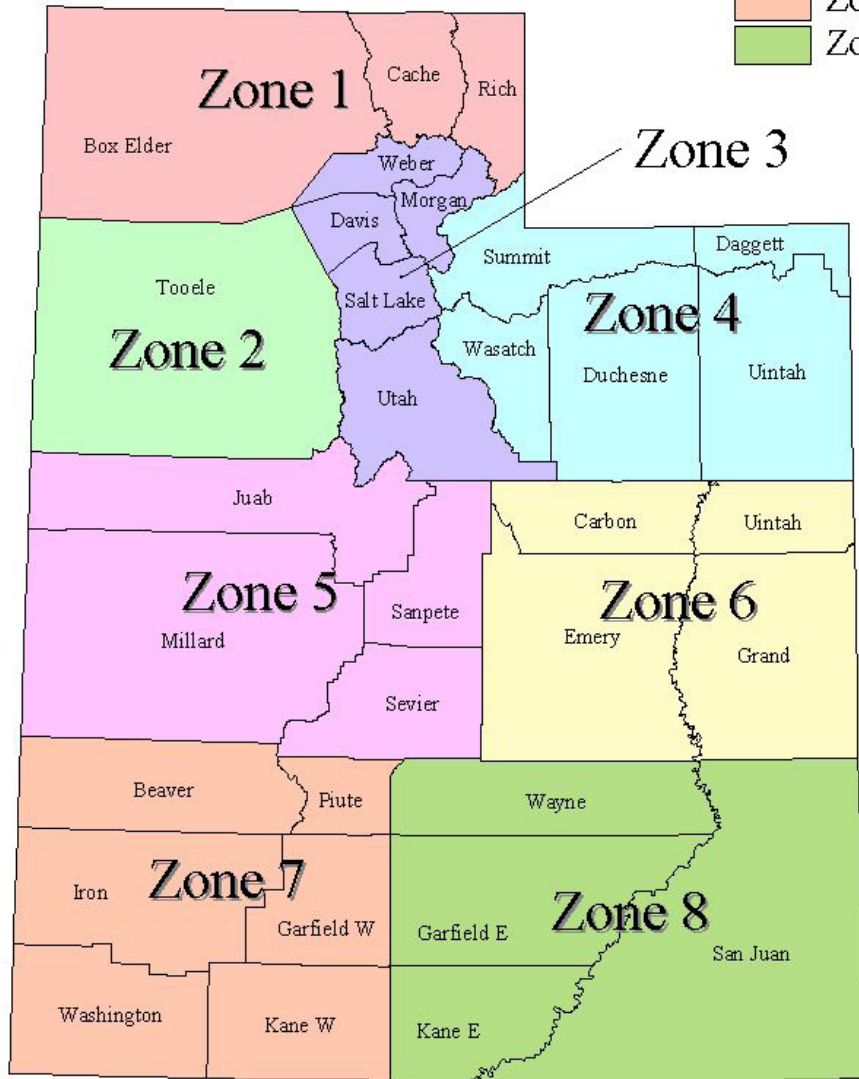 Zo
Zo
Zone 1
Cache
Rich
Box Elder
Weber
Zone 3
Morgan
Davis
Summit
Daggett
Tooele
Salt Lake
Zone 4
Zone 2
Wasatch
Duchesne
Uintah
Utah
Juab
Carbon
Uintah
Zone 5
Zone 6
Sanpete
Millard
Emery
Grand
Sevier
Beaver
Piute
Wayne
Zone 7
Iron
Zone 8
Garfield W
Garfield E
San Juan
Washington
Kane W
Kane E